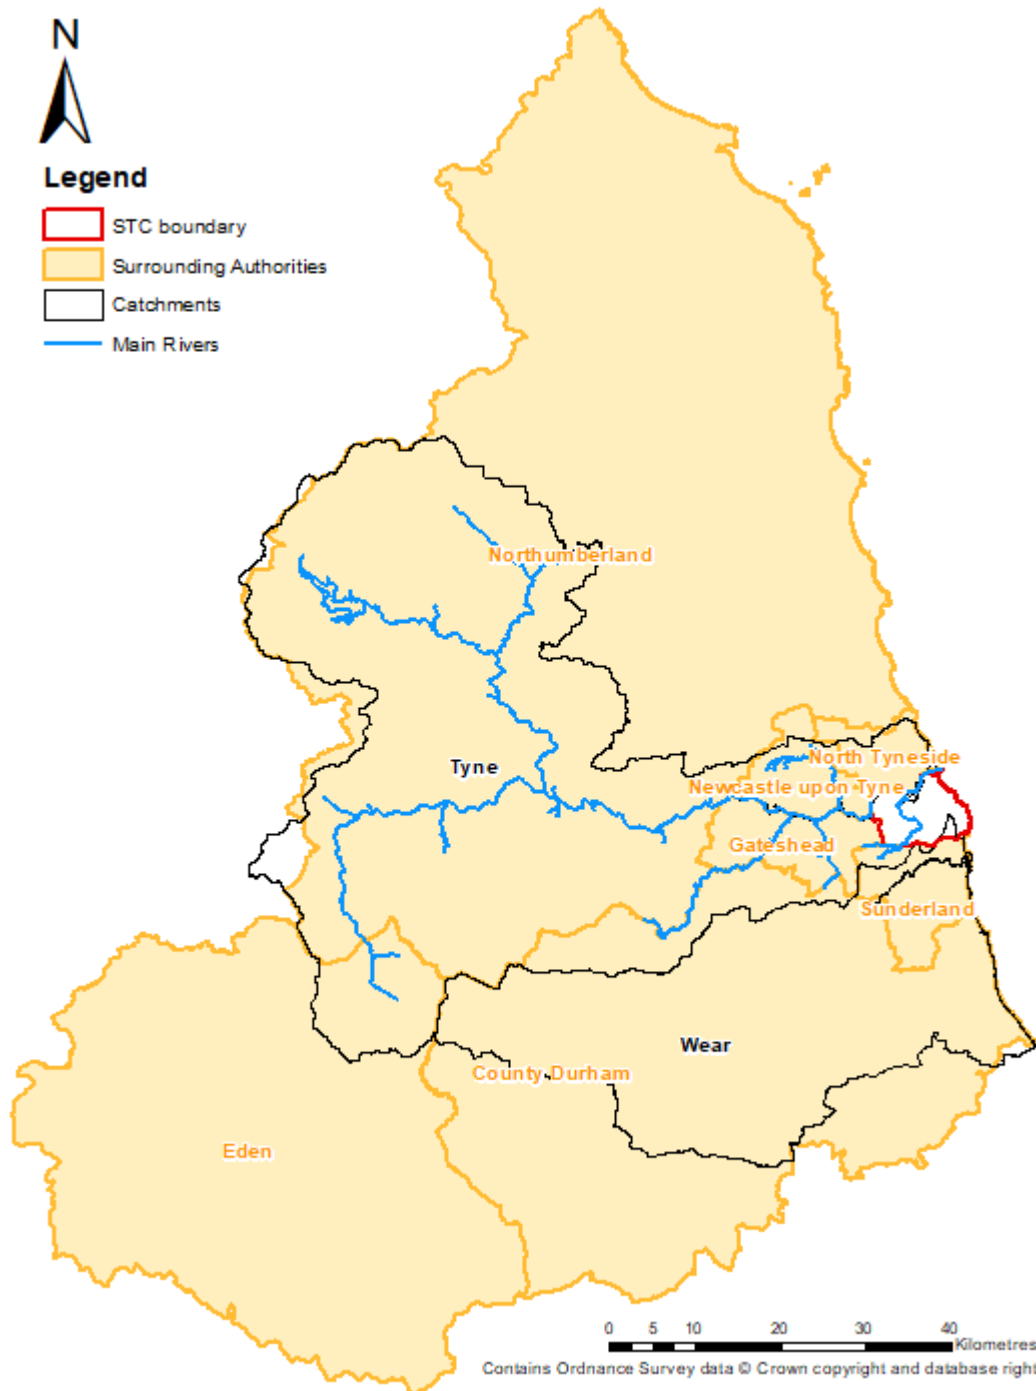 N
Legend
STC boundary
Surrounding Authorities
Catchments
Main Rivers
Northumberland
North Tyneside
Tyne
Newcastle upon Tyne
Gateshead
Sunderland
Wear
County Durham
Eden
0 5 10 20 30 40
Kilometres
Contains Ordnance Survey data © Crown copyright and database right